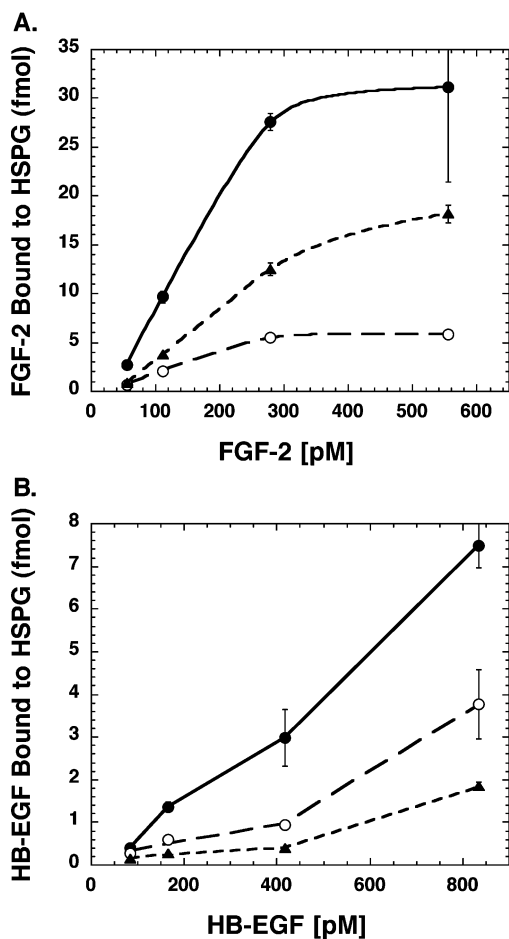 A.
FGF-2 Bound to HSPG (fmol)
35
30
25
20
15
10
5
0
0 100 200 300 400 500 600
FGF-2 [pM]
B.
HB-EGF Bound to HSPG (fmol)
8
7
6
5
4
3
2
1
0
0 200 400 600 800
HB-EGF [pM]